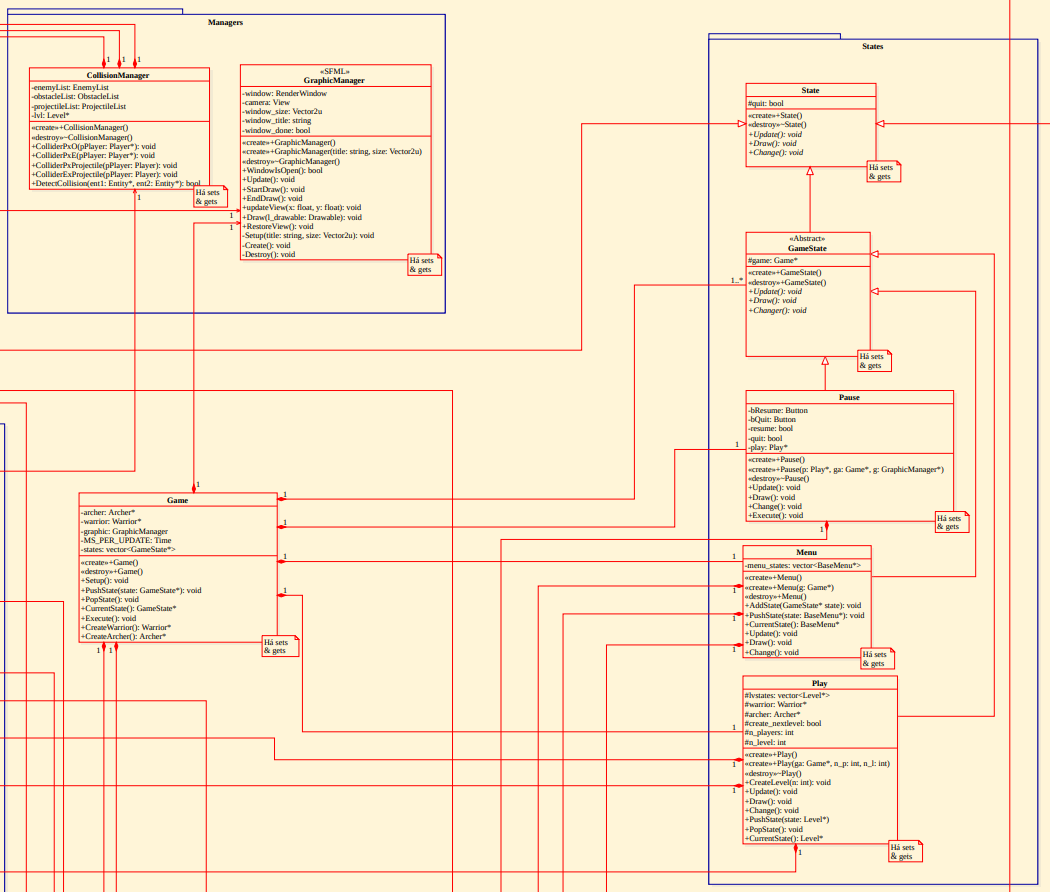 Managers
1
1
1
CollisionManager
-enemyList: EnemyList
-obstacleList: ObstacleList
-projectileList: ProjectileList
-lvl: Level*
«create»+CollisionManager()
«destroy»~CollisionManager()
+ColliderPxO(pPlayer: Player*): void
+ColliderPxE(pPlayer: Player*): void
+ColliderPxProjectile(pPlayer: Player): void
+ColliderExProjectile(pPlayer: Player): void
+DetectCollision(ent1: Entity*, ent2: Entity*): bool
Há sets
& gets
1
«SFML»
GraphicManager
-window: RenderWindow
-camera: View
-window_size: Vector2u
-window_title: string
-window_done: bool
«create»+GraphicManager()
«create»+GraphicManager(title: string, size: Vector2u)
«destroy»~GraphicManager()
+WindowIsOpen(): bool
+Update(): void
+StartDraw(): void
+EndDraw(): void
+updateView(x: float, y: float): void
+Draw(l_drawable: Drawable): void
+RestoreView(): void
-Setup(title: string, size: Vector2u): void
-Create(): void
-Destroy(): void
1
1
Há sets
& gets
States
State
#quit: bool
«create»+State()
«destroy»~State()
+Update(): void
+Draw(): void
+Change(): void
Há sets
& gets
«Abstract»
GameState
#game: Game*
«create»+GameState()
«destroy»+GameState()
+Update(): void
+Draw(): void
+Changer(): void
1..*
Há sets
& gets
Pause
-bResume: Button
-bQuit: Button
-resume: bool
-quit: bool
-play: Play*
«create»+Pause()
«create»+Pause(p: Play*, ga: Game*, g: GraphicManager*)
«destroy»~Pause()
+Update(): void
+Draw(): void
+Change(): void
+Execute(): void
1
1
Há sets
& gets
1
Game
-archer: Archer*
-warrior: Warrior*
-graphic: GraphicManager
-MS_PER_UPDATE: Time
-states: vector<GameState*>
«create»+Game()
«destroy»+Game()
+Setup(): void
+PushState(state: GameState*): void
+PopState(): void
+CurrentState(): GameState*
+Execute(): void
+CreateWarrior(): Warrior*
+CreateArcher(): Archer*
1
1
1
1
1
1
Há sets
& gets
Menu
-menu_states: vector<BaseMenu*>
«create»+Menu()
«create»+Menu(g: Game*)
«destroy»+Menu()
+AddState(GameState* state): void
+PushState(state: BaseMenu*): void
+CurrentState(): BaseMenu*
+Update(): void
+Draw(): void
+Change(): void
1
1
1
1
Há sets
& gets
Play
#lvstates: vector<Level*>
#warrior: Warrior*
#archer: Archer*
#create_nextlevel: bool
#n_players: int
#n_level: int
«create»+Play()
«create»+Play(ga: Game*, n_p: int, n_l: int)
«destroy»~Play()
+CreateLevel(n: int): void
+Update(): void
+Draw(): void
+Change(): void
+PushState(state: Level*)
+PopState(): void
+CurrentState(): Level*
1
1
1
1
Há sets
& gets